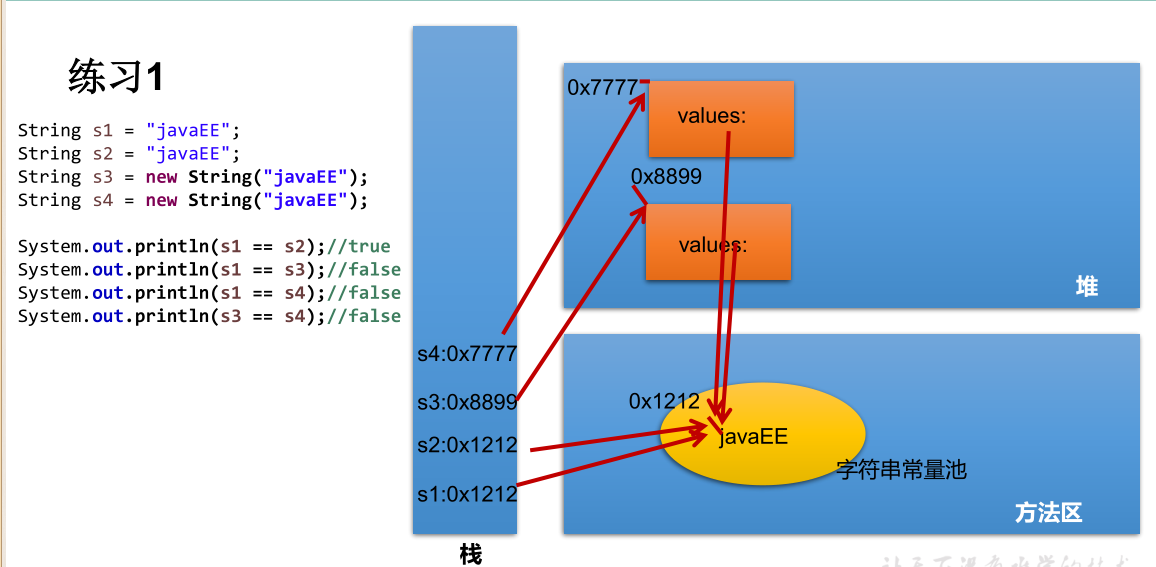 练习1
String s1 = "javaEE";
String s2 = "javaEE";
String s3 = new String("javaEE");
String s4 = new String("javaEE");
System.out.println(s1 == s2);//true
System.out.println(s1 == s3);//false
System.out.println(s1 == s4);//false
System.out.println(s3 == s4);//false
s4:0x7777
s3:0x8899
s2:0x1212
s1:0x1212
栈
0x7777
values:
0x8899
values:
堆
0x1212
javaEE
字符串常量池
方法区